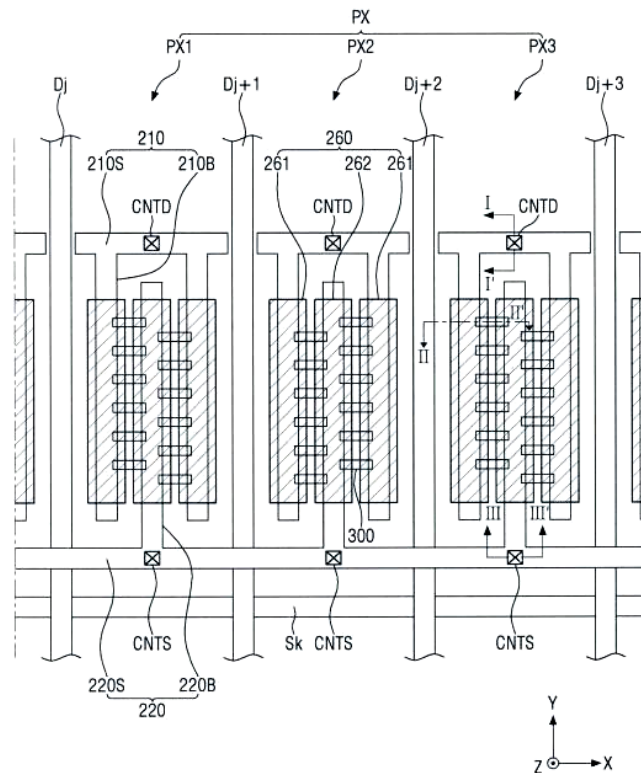 PX
PX1 PX2 PX3
Dj Dj+1 Dj+2 Dj+3
210 260
210S 210B 261 262 261
CNTD CNTD CNTD
I
I'
II'
II
III III'
300
CNTS Sk CNTS CNTS
220S 220B
220
Y
Z X